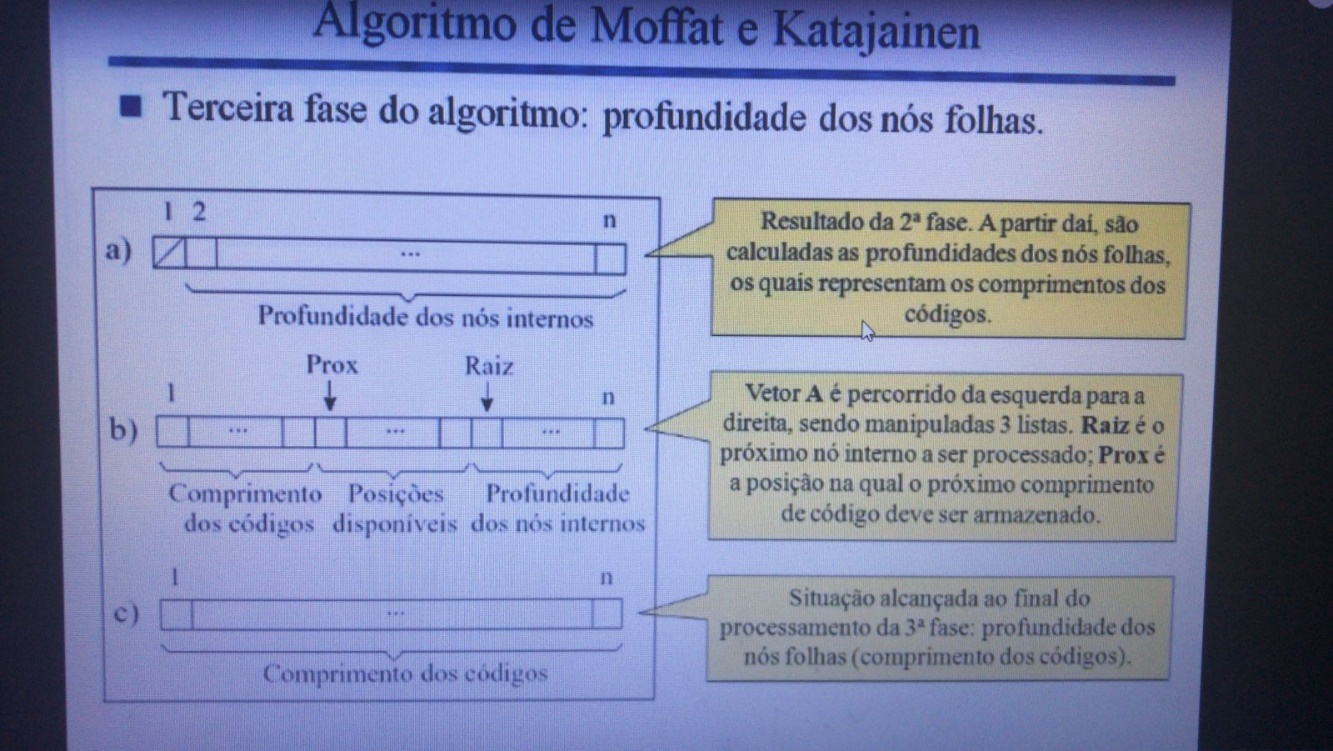 Algoritmo de Moffat e Katajainen
■ Terceira fase do algoritmo: profundidade dos nós folhas.
1 2 n
a) ...
Profundidade dos nós internos
Resultado da 2ª fase. A partir daí, são
calculadas as profundidades dos nós folhas,
os quais representam os comprimentos dos
códigos.
Prox Raiz
1 n
b) ... ... ...
Comprimento Posições Profundidade
dos códigos disponíveis dos nós internos
Vetor A é percorrido da esquerda para a
direita, sendo manipuladas 3 listas. Raiz é o
próximo nó interno a ser processado; Prox é
a posição na qual o próximo comprimento
de código deve ser armazenado.
1 n
c) ...
Comprimento dos códigos
Situação alcançada ao final do
processamento da 3ª fase: profundidade dos
nós folhas (comprimento dos códigos).